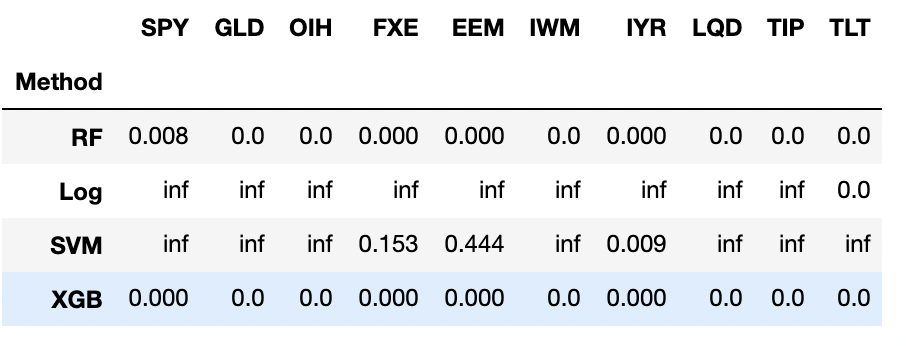 SPY GLD OIH FXE EEM IWM IYR LQD TIP TLT
Method
RF 0.008 0.0 0.0 0.000 0.000 0.0 0.000 0.0 0.0 0.0
Log inf inf inf inf inf inf inf inf inf 0.0
SVM inf inf inf 0.153 0.444 inf 0.009 inf inf inf
XGB 0.000 0.0 0.0 0.000 0.000 0.0 0.000 0.0 0.0 0.0